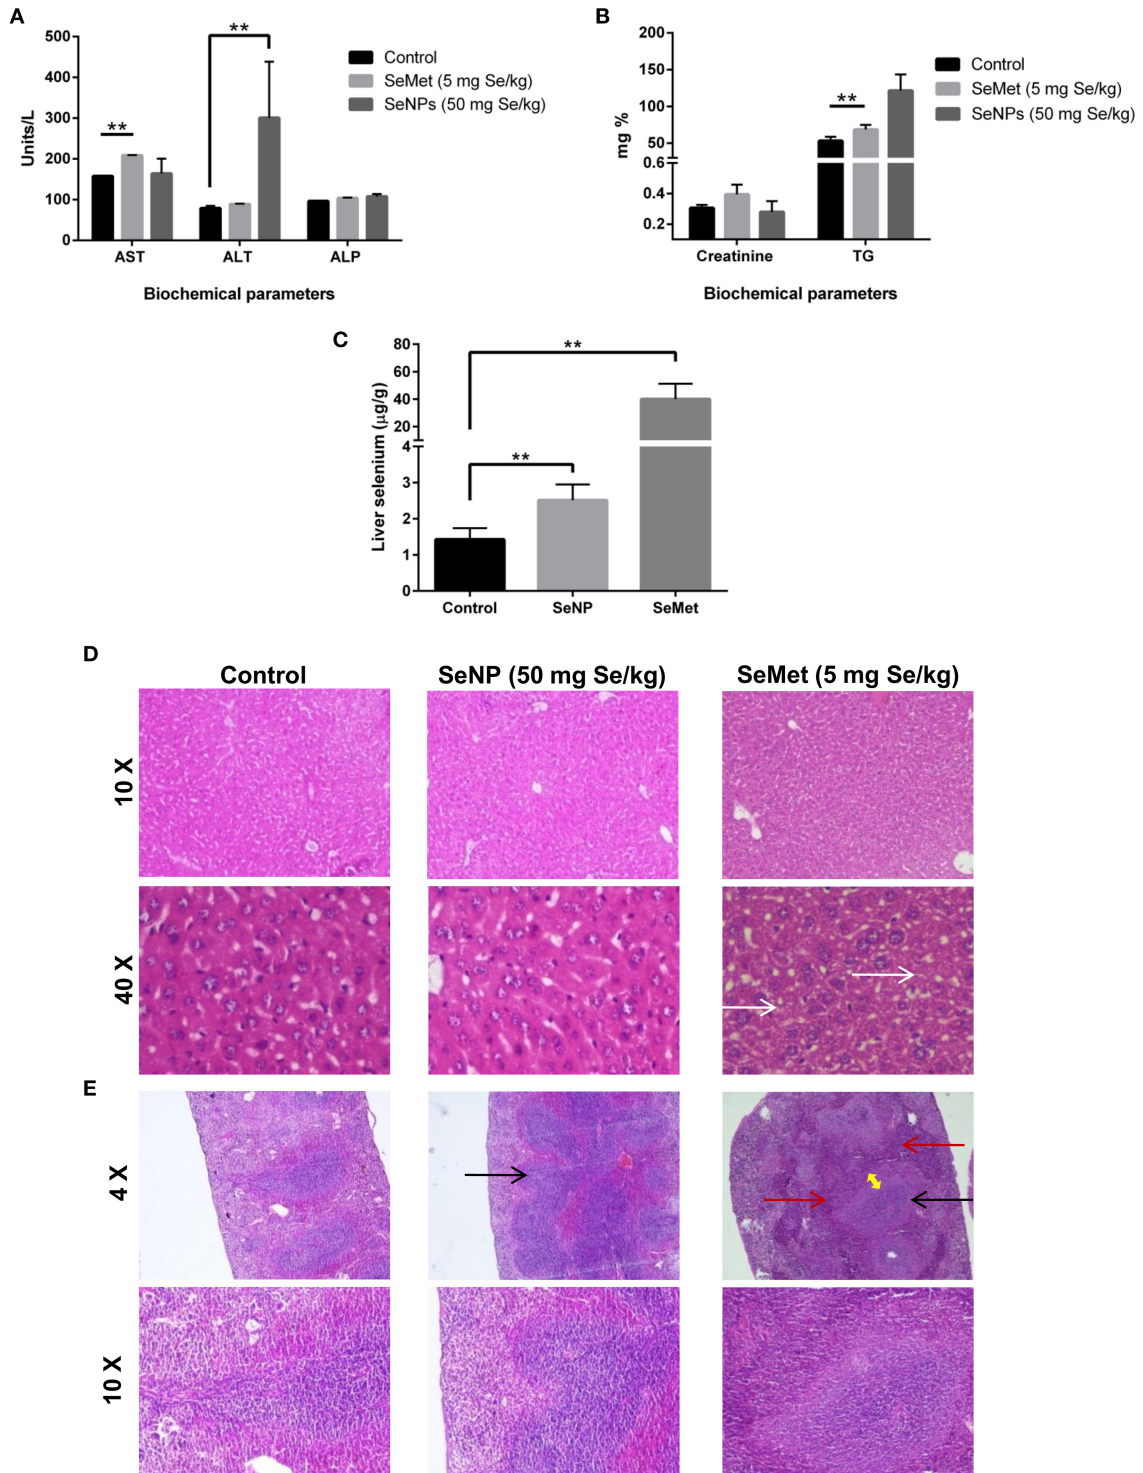 A
500
400
300
200
100
0
Units/L
**
**
AST
ALT
ALP
Biochemical parameters
Control
SeMet (5 mg Se/kg)
SeNPs (50 mg Se/kg)
B
200
150
100
50
0.6
0.4
0.2
mg %
**
Creatinine
TG
Biochemical parameters
Control
SeMet (5 mg Se/kg)
SeNPs (50 mg Se/kg)
C
80
60
40
20
4
3
2
1
0
Liver selenium (µg/g)
**
**
Control
SeNP
SeMet
D
Control
SeNP (50 mg Se/kg)
SeMet (5 mg Se/kg)
10 X
40 X
E
4 X
10 X